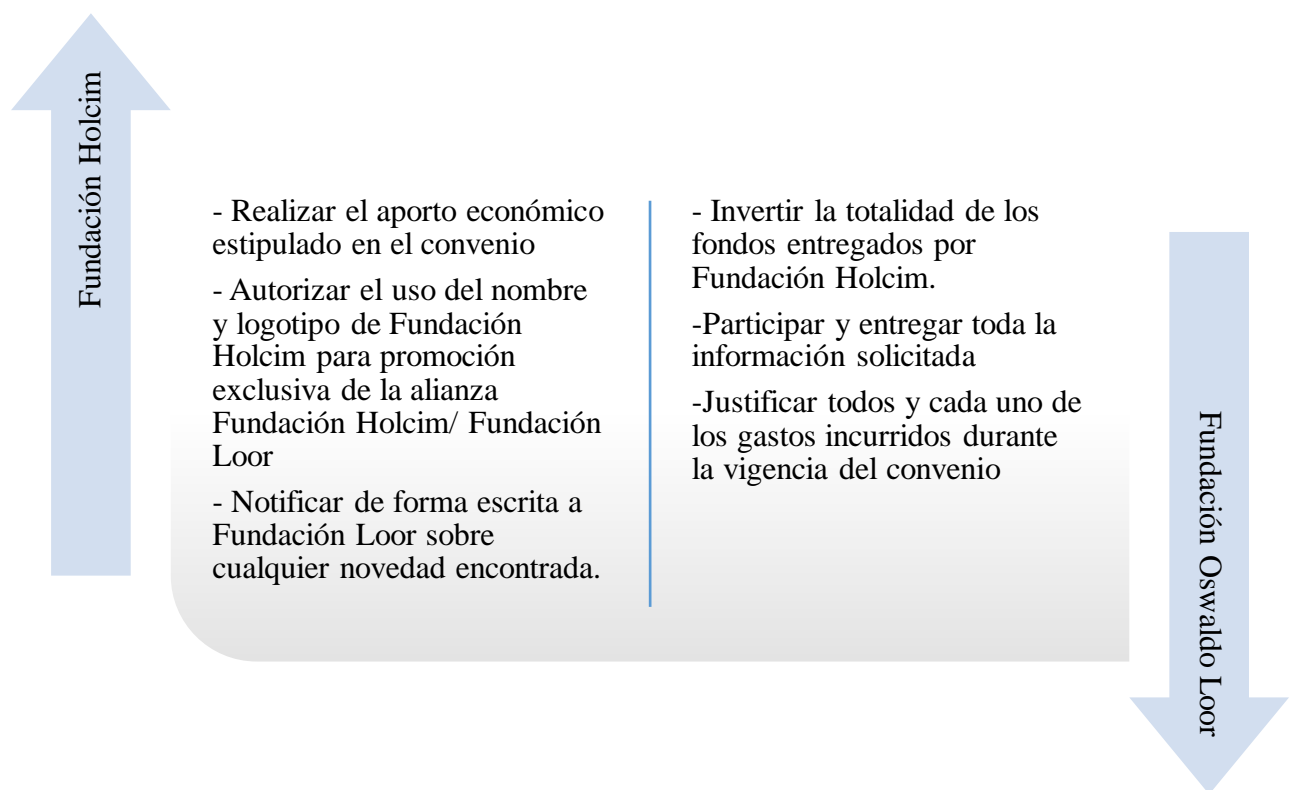 Fundación Holcim
- Realizar el aporto económico
estipulado en el convenio
- Autorizar el uso del nombre
y logotipo de Fundación
Holcim para promoción
exclusiva de la alianza
Fundación Holcim/ Fundación
Loor
- Notificar de forma escrita a
Fundación Loor sobre
cualquier novedad encontrada.
- Invertir la totalidad de los
fondos entregados por
Fundación Holcim.
-Participar y entregar toda la
información solicitada
-Justificar todos y cada uno de
los gastos incurridos durante
la vigencia del convenio
Fundación Oswaldo Loor